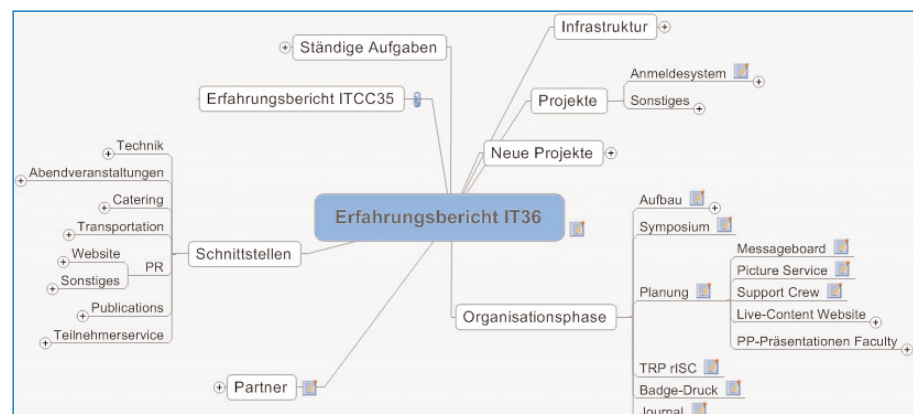 Infrastruktur
Ständige Aufgaben
Anmeldesystem
Projekte
Sonstiges
Erfahrungsbericht ITCC35
Neue Projekte
Technik
Abendveranstaltungen
Catering
Transportation
Website
PR
Sonstiges
Publications
Teilnehmerservice
Schnittstellen
Erfahrungsbericht IT36
Aufbau
Symposium
Messageboard
Picture Service
Planung
Support Crew
Live-Content Website
PP-Präsentationen Faculty
Organisationsphase
TRP rISC
Badge-Druck
Journal
Partner